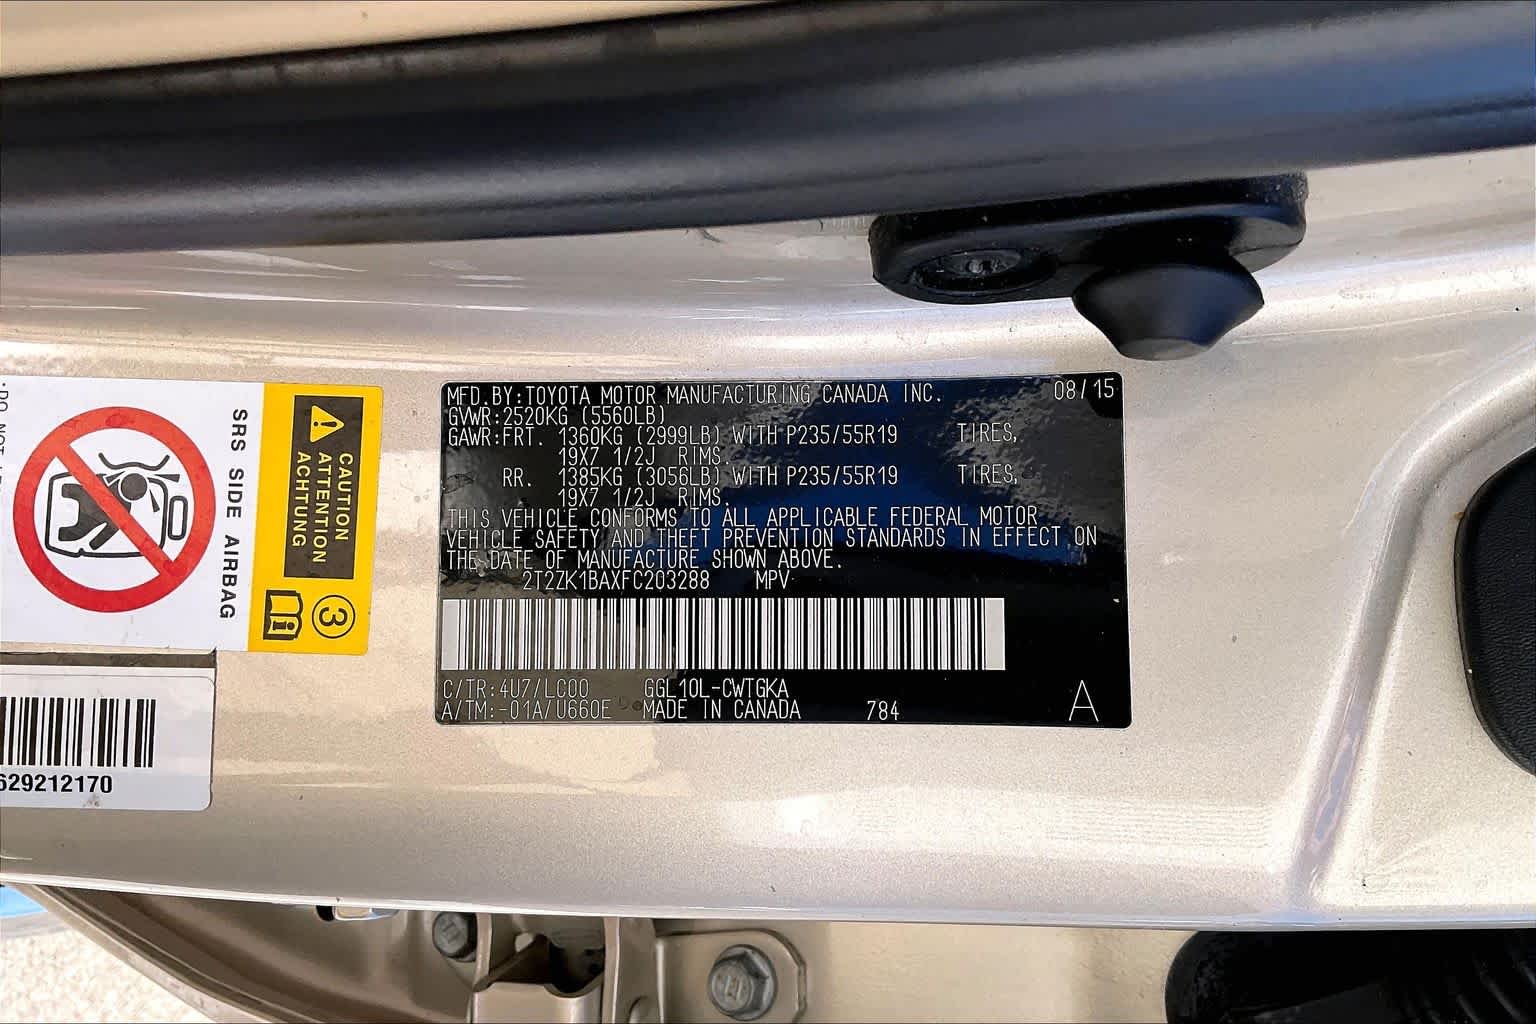 MFD.BY:TOYOTA MOTOR MANUFACTURING CANADA INC. 08/15
GVWR:2520KG (5560LB)
GAWR:FRT. 1360KG (2999LB) WITH P235/55R19 TIRES,
19X7 1/2J RIMS.
RR. 1385KG (3056LB) WITH P235/55R19 TIRES,
19X7 1/2J RIMS.
THIS VEHICLE CONFORMS TO ALL APPLICABLE FEDERAL MOTOR
VEHICLE SAFETY AND THEFT PREVENTION STANDARDS IN EFFECT ON
THE DATE OF MANUFACTURE SHOWN ABOVE.
2T2ZK1BAXFC203288 MPV
C/TR:4U7/LC00 GGL10L-CWTGKA
A/TM:-01A/U660E MADE IN CANADA 784 A
CAUTION
ATTENTION
ACHTUNG
3
SRS SIDE AIRBAG
629212170